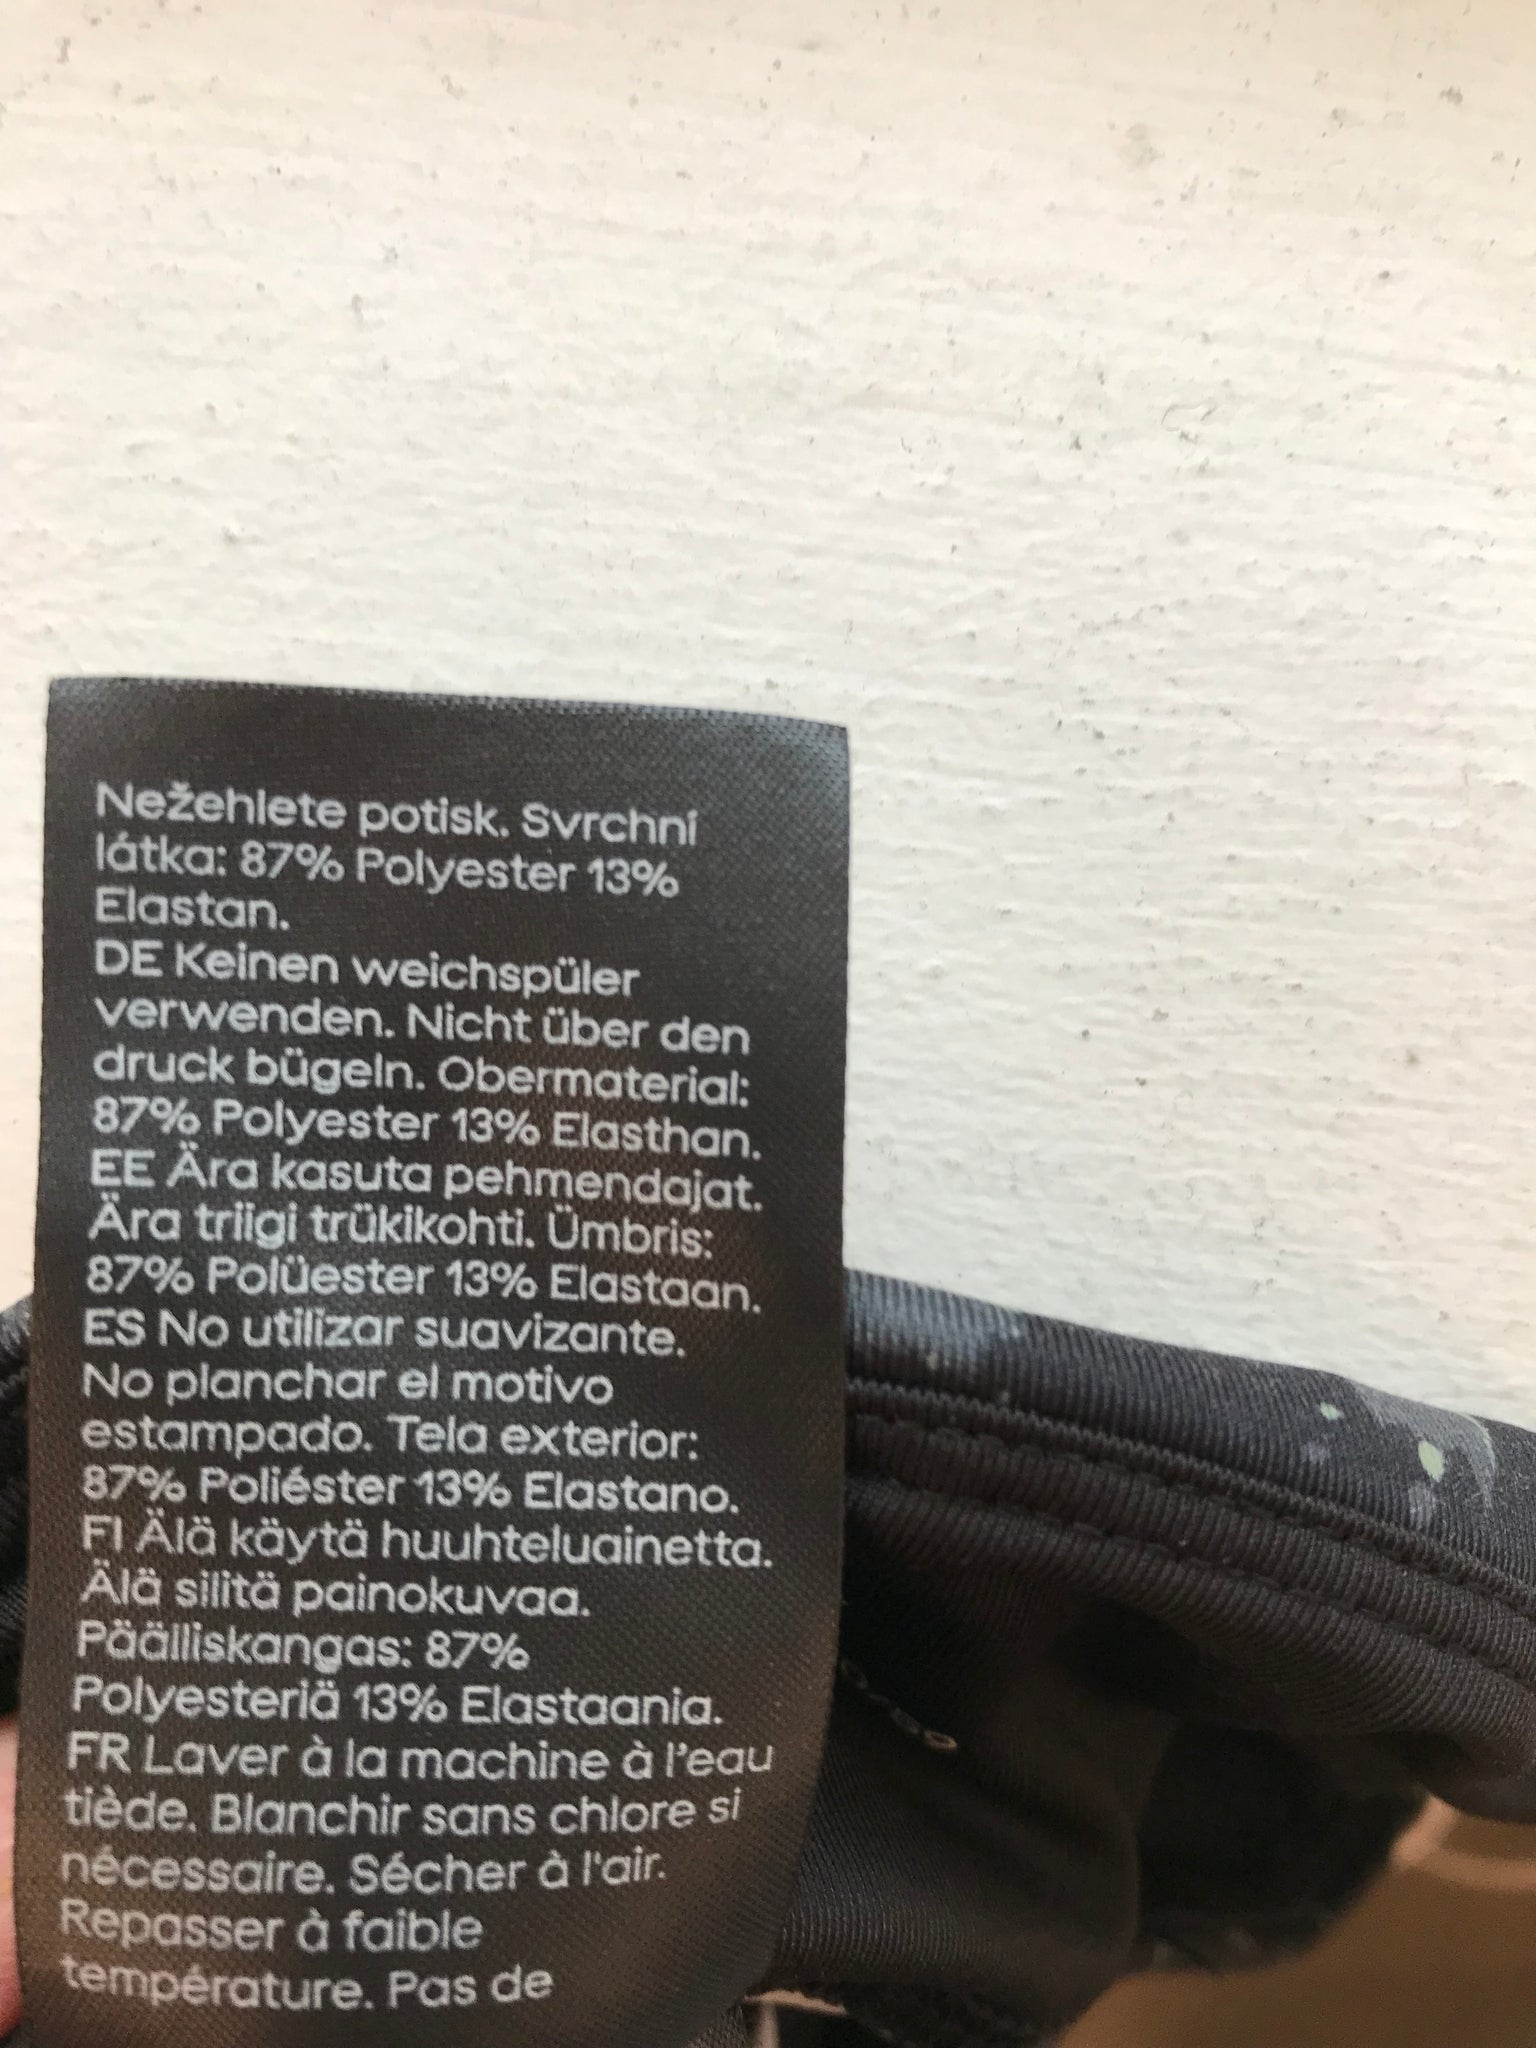 Nežehlete potisk. Svrchní
látka: 87% Polyester 13%
Elastan.
DE Keinen weichspüler
verwenden. Nicht über den
druck bügeln. Obermaterial:
87% Polyester 13% Elasthan.
EE Ära kasuta pehmendajat.
Ära triigi trükikohti. Ümbris:
87% Polüester 13% Elastaan.
ES No utilizar suavizante.
No planchar el motivo
estampado. Tela exterior:
87% Poliéster 13% Elastano.
FI Älä käytä huuhteluainetta.
Älä silitä painokuvaa.
Päälliskangas: 87%
Polyesteriä 13% Elastaania.
FR Laver à la machine à l'eau
tiède. Blanchir sans chlore si
nécessaire. Sécher à l'air.
Repasser à faible
température. Pas de